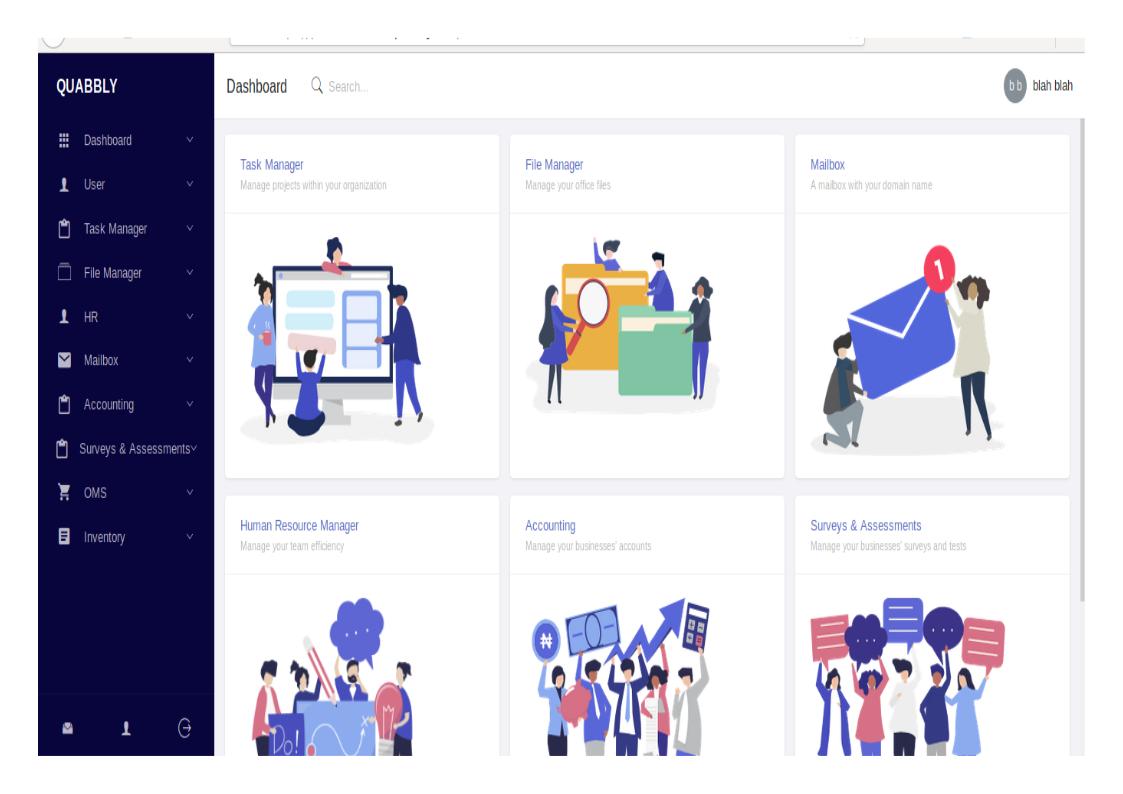 QUABBLY
Dashboard
Search...
b b
blah blah
Dashboard
User
Task Manager
File Manager
HR
Mailbox
Accounting
Surveys & Assessments
OMS
Inventory
Task Manager
Manage projects within your organization
File Manager
Manage your office files
Mailbox
A mailbox with your domain name
1
Human Resource Manager
Manage your team efficiency
Do!
x
Accounting
Manage your businesses' accounts
₦
Surveys & Assessments
Manage your businesses' surveys and tests